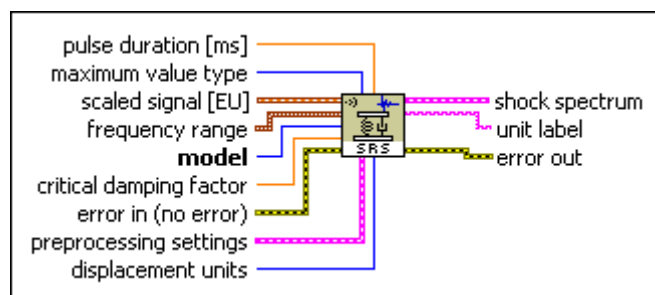 pulse duration [ms]
maximum value type
scaled signal [EU]
frequency range
model
critical damping factor
error in (no error)
preprocessing settings
displacement units
SRS
shock spectrum
unit label
error out